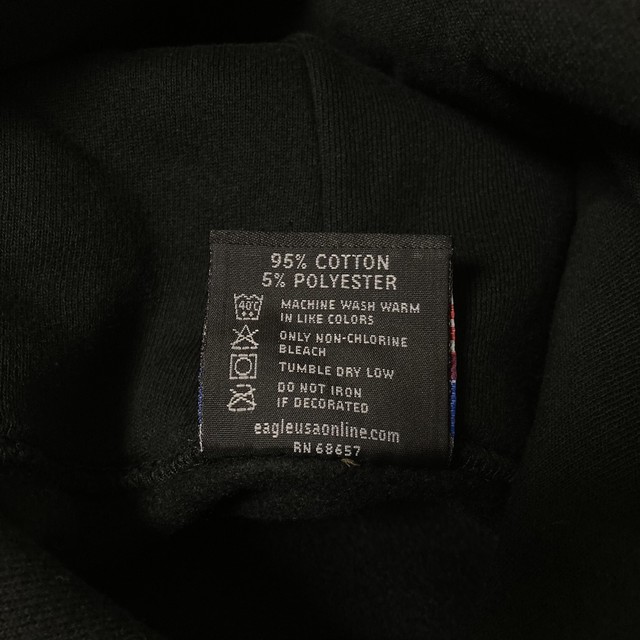 95% COTTON
5% POLYESTER
40°
MACHINE WASH WARM
IN LIKE COLORS
ONLY NON-CHLORINE
BLEACH
TUMBLE DRY LOW
DO NOT IRON
IF DECORATED
eagleusaonline.com
RN 68657